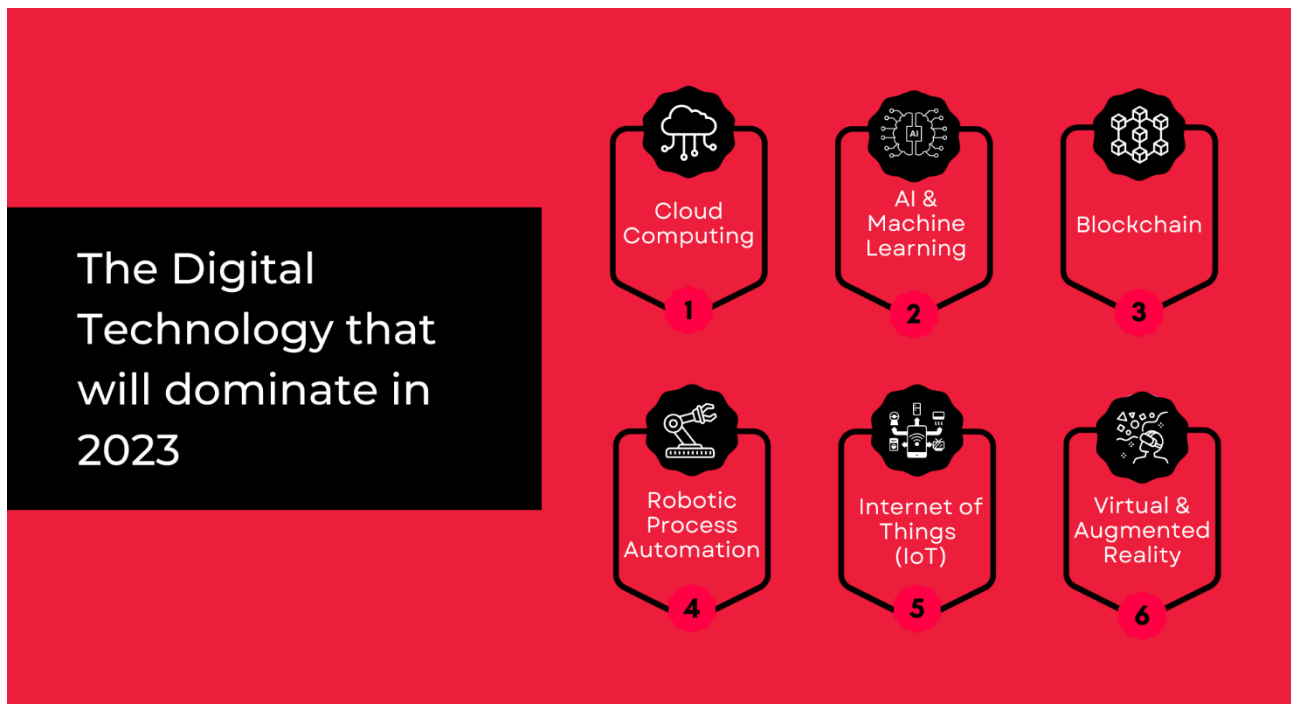 The Digital
Technology that
will dominate in
2023
Cloud
Computing
1
AI
AI &
Machine
Learning
2
Blockchain
3
Robotic
Process
Automation
4
Internet of
Things
(IoT)
5
Virtual &
Augmented
Reality
6